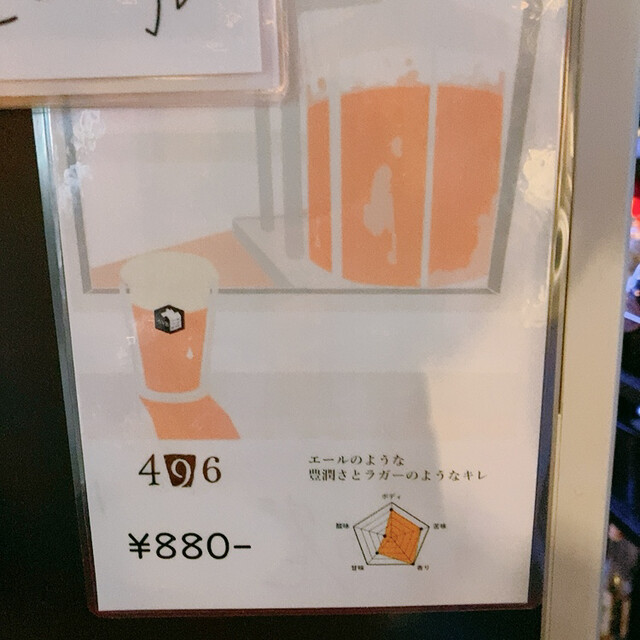 496
¥880-
エールのような
豊潤さとラガーのようなキレ
ボディ
酸味
苦味
甘味
香り